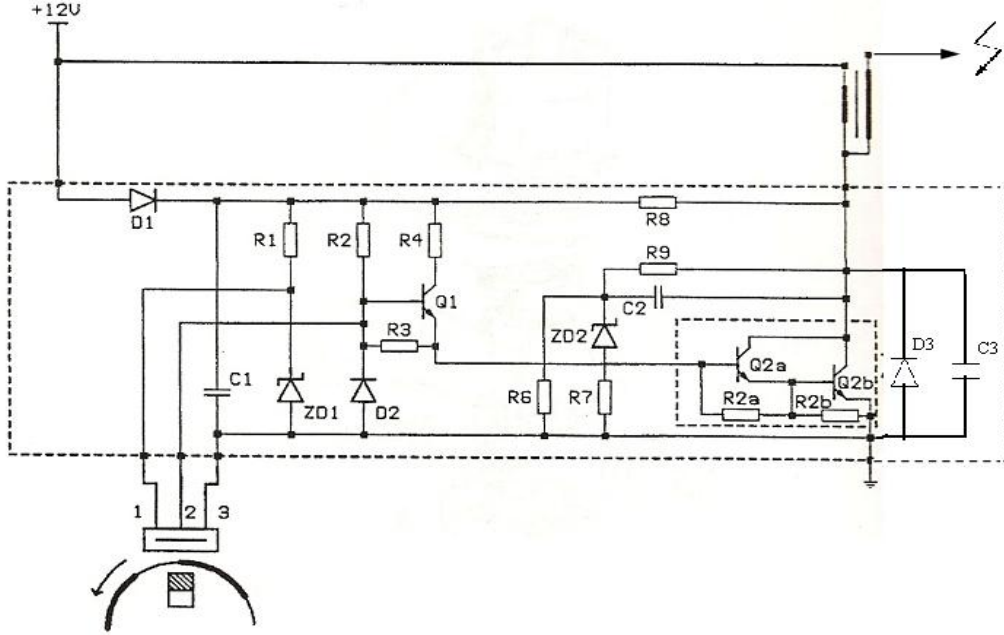 +12V
D1
R8
R1
R2
R4
R9
Q1
C2
R3
ZD2
D3
C3
Q2a
Q2b
C1
ZD1
D2
R6
R7
R2a
R2b
1 2 3